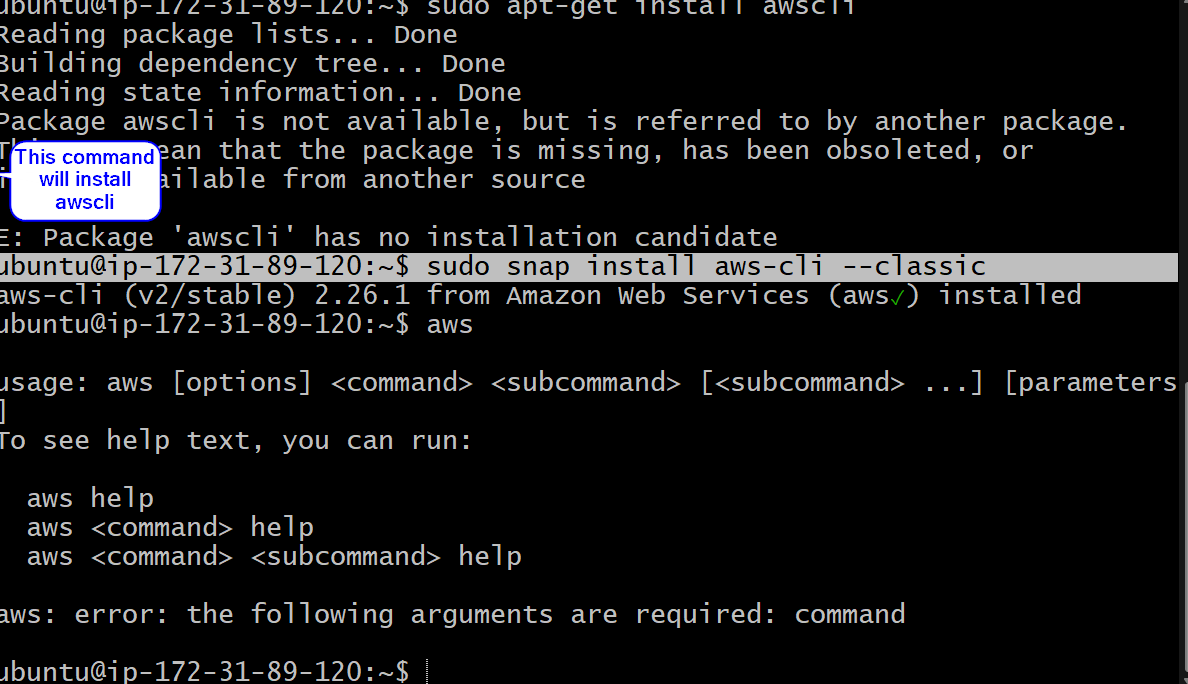 ubuntu@ip-172-31-89-120:~$ sudo apt-get install awscli
Reading package lists... Done
Building dependency tree... Done
Reading state information... Done
Package awscli is not available, but is referred to by another package.
ean that the package is missing, has been obsoleted, or
ailable from another source
This command
will install
awscli
E: Package 'awscli' has no installation candidate
ubuntu@ip-172-31-89-120:~$ sudo snap install aws-cli --classic
aws-cli (v2/stable) 2.26.1 from Amazon Web Services (aws✓) installed
ubuntu@ip-172-31-89-120:~$ aws
usage: aws [options] <command> <subcommand> [<subcommand> ...] [parameters
]
To see help text, you can run:
aws help
aws <command> help
aws <command> <subcommand> help
aws: error: the following arguments are required: command
ubuntu@ip-172-31-89-120:~$